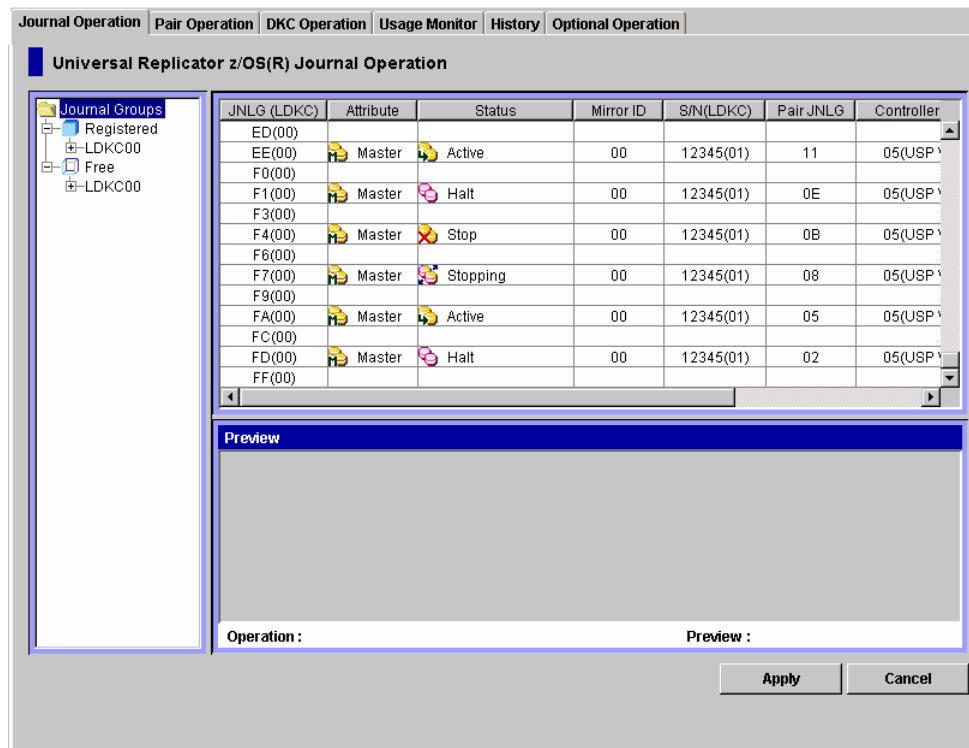 Journal Operation Pair Operation DKC Operation Usage Monitor History Optional Operation
Universal Replicator z/OS(R) Journal Operation
Journal Groups
Registered
LDKC00
Free
LDKC00
JNLG (LDKC) Attribute Status Mirror ID S/N(LDKC) Pair JNLG Controller
ED(00)
EE(00) M Master Active 00 12345(01) 11 05(USP V
F0(00)
F1(00) M Master Halt 00 12345(01) 0E 05(USP V
F3(00)
F4(00) M Master Stop 00 12345(01) 0B 05(USP V
F6(00)
F7(00) M Master Stopping 00 12345(01) 08 05(USP V
F9(00)
FA(00) M Master Active 00 12345(01) 05 05(USP V
FC(00)
FD(00) M Master Halt 00 12345(01) 02 05(USP V
FF(00)
Preview
Operation : Preview :
Apply Cancel